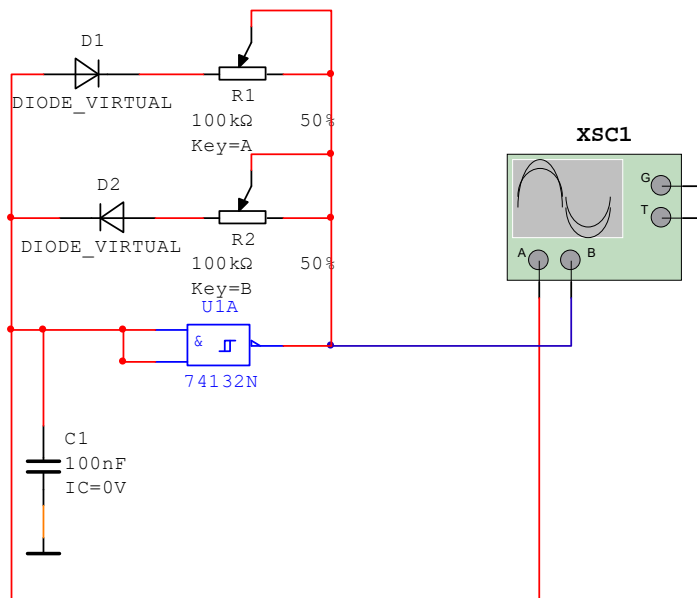 D1
DIODE_VIRTUAL
R1
100kΩ 50%
Key=A
D2
DIODE_VIRTUAL
R2
100kΩ 50%
Key=B
U1A
&
74132N
C1
100nF
IC=0V
XSC1
G
T
A B